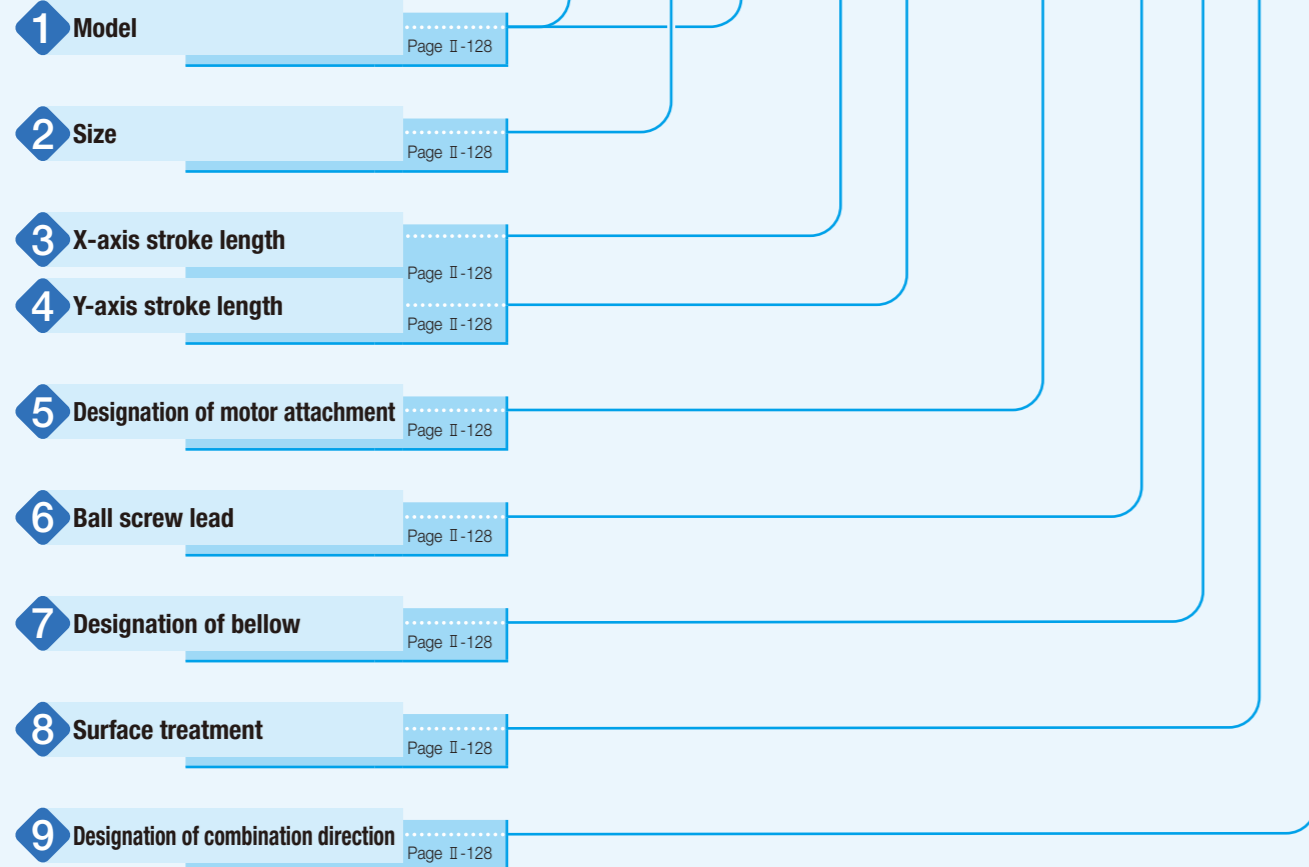 1 Model
Page Ⅱ-128
2 Size
Page Ⅱ-128
3 X-axis stroke length
Page Ⅱ-128
4 Y-axis stroke length
Page Ⅱ-128
5 Designation of motor attachment
Page Ⅱ-128
6 Ball screw lead
Page Ⅱ-128
7 Designation of bellow
Page Ⅱ-128
8 Surface treatment
Page Ⅱ-128
9 Designation of combination direction
Page Ⅱ-128